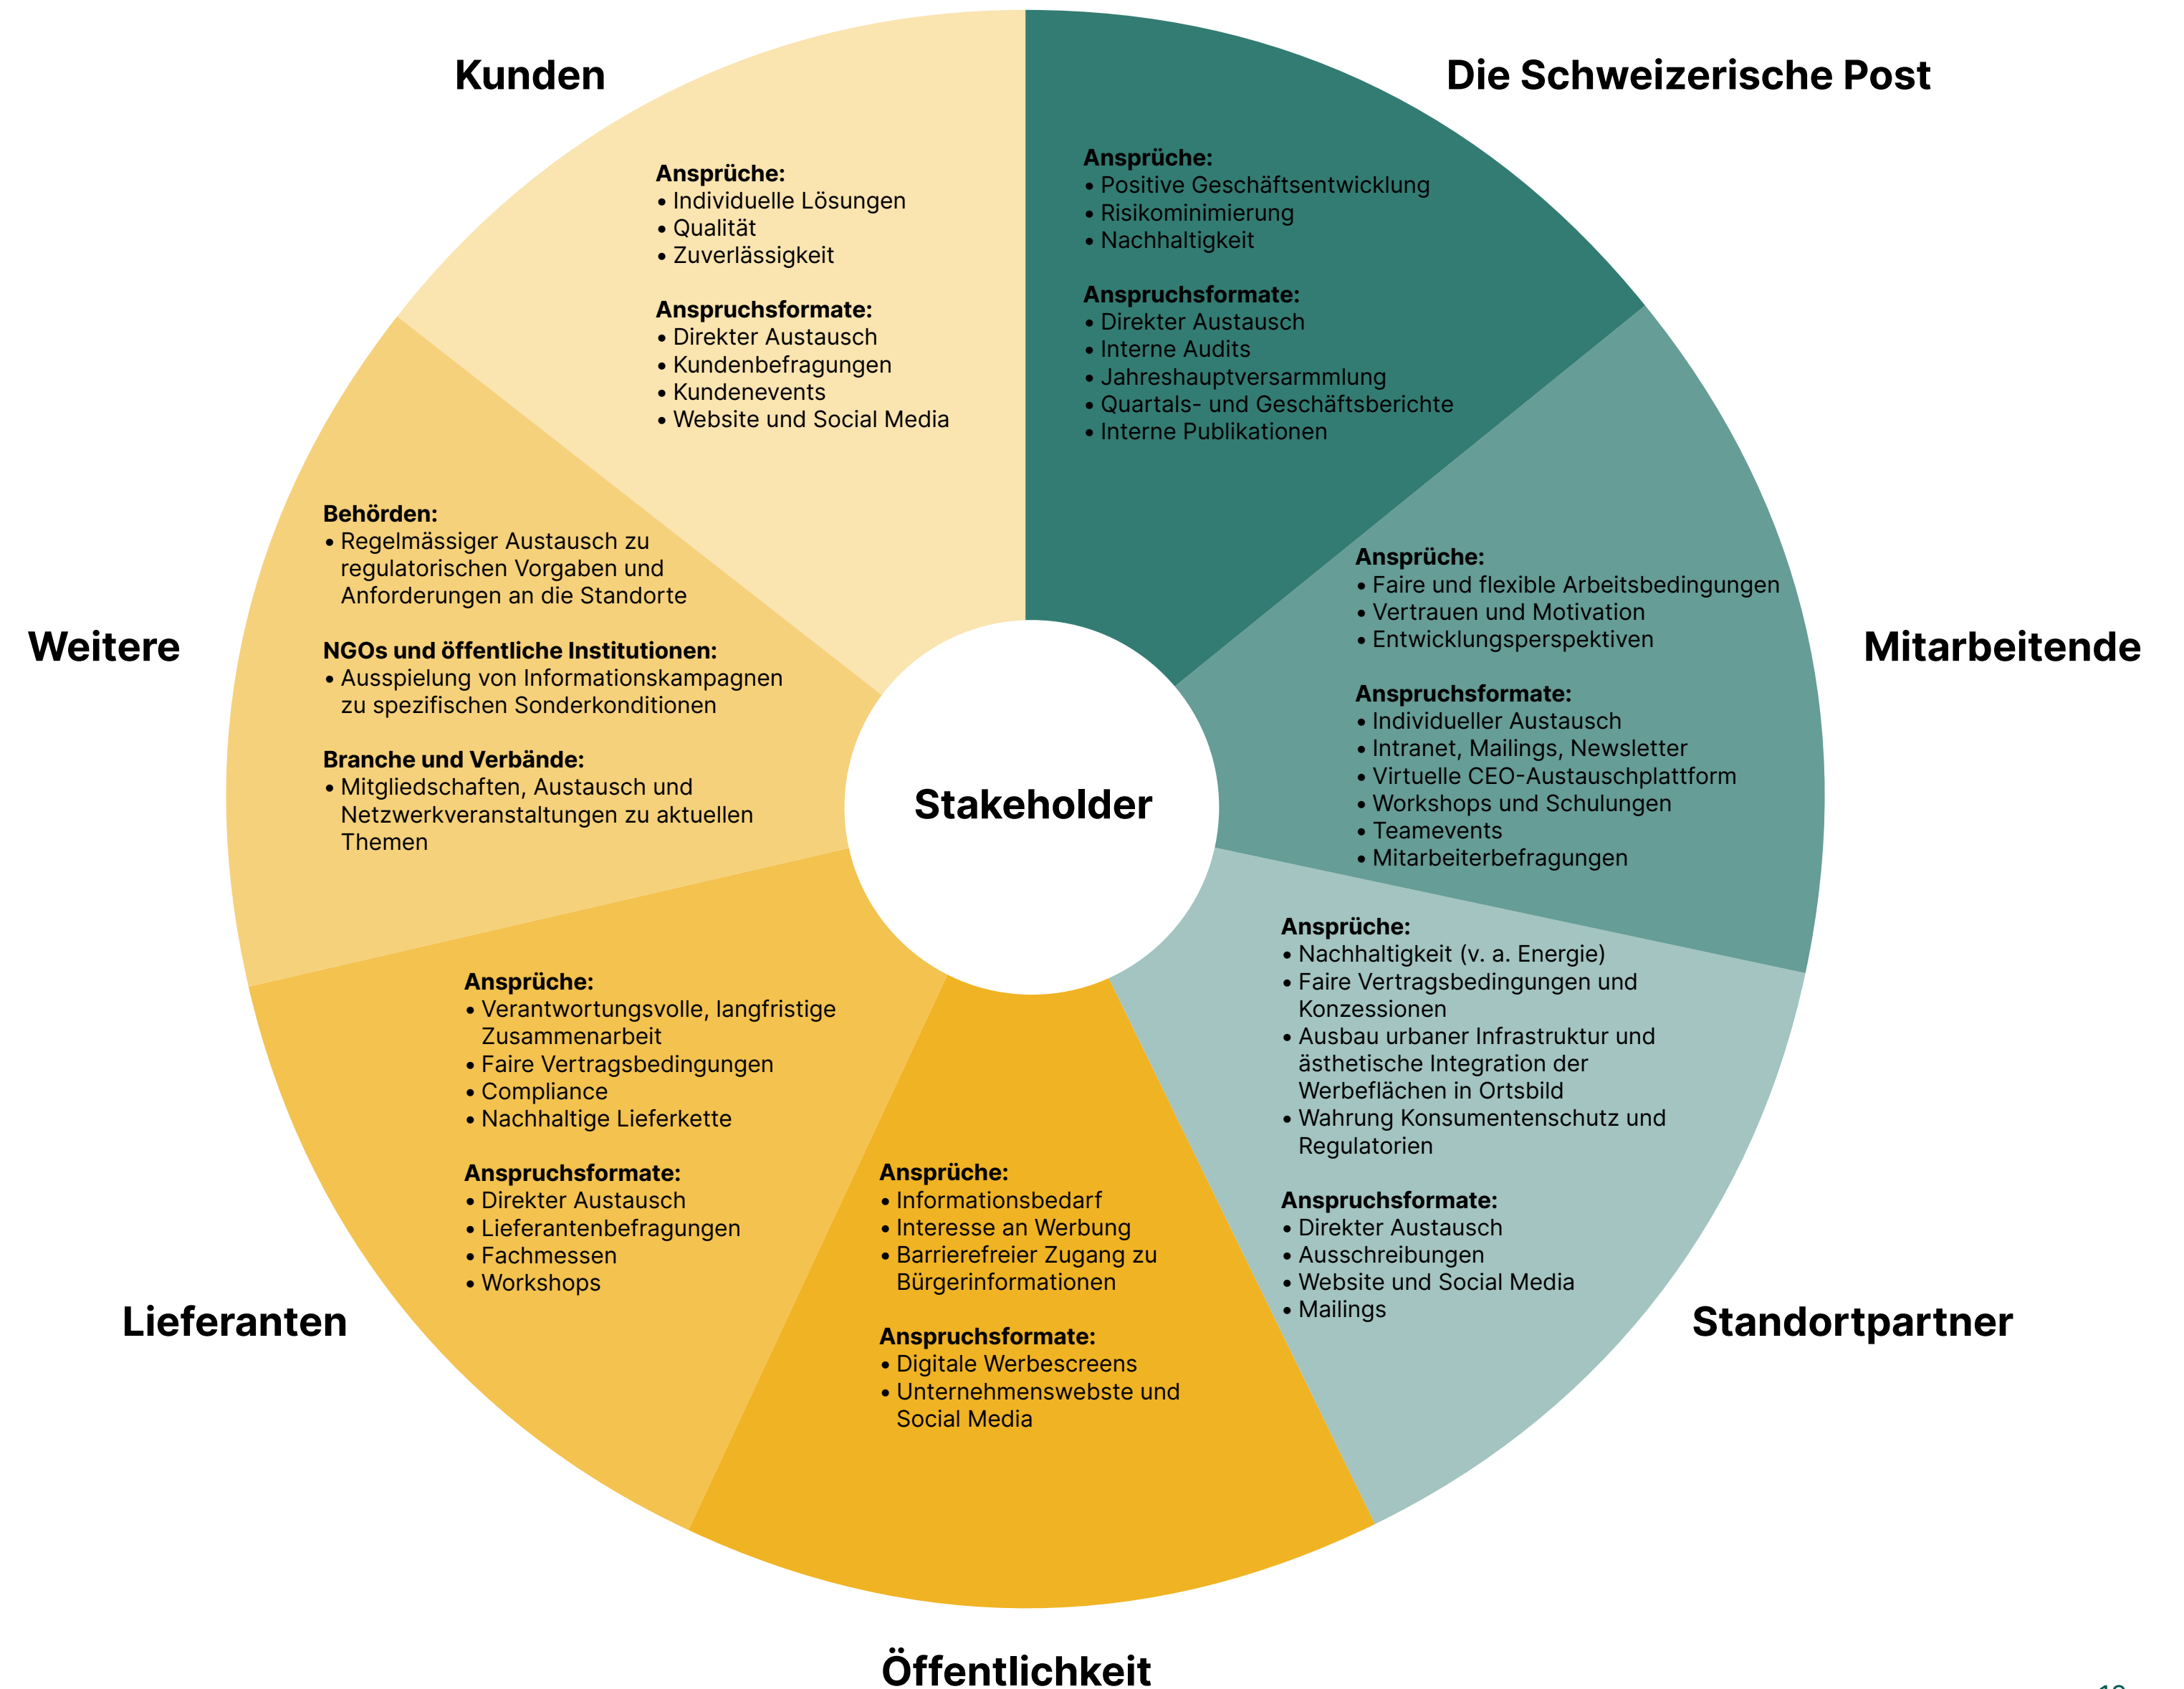 Kunden
Ansprüche:
• Individuelle Lösungen
• Qualität
• Zuverlässigkeit
Anspruchsformate:
• Direkter Austausch
• Kundenbefragungen
• Kundenevents
• Website und Social Media
Die Schweizerische Post
Ansprüche:
• Positive Geschäftsentwicklung
• Risikominimierung
• Nachhaltigkeit
Anspruchsformate:
• Direkter Austausch
• Interne Audits
• Jahreshauptversarmmlung
• Quartals- und Geschäftsberichte
• Interne Publikationen
Mitarbeitende
Ansprüche:
• Faire und flexible Arbeitsbedingungen
• Vertrauen und Motivation
• Entwicklungsperspektiven
Anspruchsformate:
• Individueller Austausch
• Intranet, Mailings, Newsletter
• Virtuelle CEO-Austauschplattform
• Workshops und Schulungen
• Teamevents
• Mitarbeiterbefragungen
Weitere
Behörden:
• Regelmässiger Austausch zu
regulatorischen Vorgaben und
Anforderungen an die Standorte
NGOs und öffentliche Institutionen:
• Ausspielung von Informationskampagnen
zu spezifischen Sonderkonditionen
Branche und Verbände:
• Mitgliedschaften, Austausch und
Netzwerkveranstaltungen zu aktuellen
Themen
Stakeholder
Standortpartner
Ansprüche:
• Nachhaltigkeit (v. a. Energie)
• Faire Vertragsbedingungen und
Konzessionen
• Ausbau urbaner Infrastruktur und
ästhetische Integration der
Werbeflächen in Ortsbild
• Wahrung Konsumentenschutz und
Regulatorien
Anspruchsformate:
• Direkter Austausch
• Ausschreibungen
• Website und Social Media
• Mailings
Lieferanten
Ansprüche:
• Verantwortungsvolle, langfristige
Zusammenarbeit
• Faire Vertragsbedingungen
• Compliance
• Nachhaltige Lieferkette
Anspruchsformate:
• Direkter Austausch
• Lieferantenbefragungen
• Fachmessen
• Workshops
Ansprüche:
• Informationsbedarf
• Interesse an Werbung
• Barrierefreier Zugang zu
Bürgerinformationen
Anspruchsformate:
• Digitale Werbescreens
• Unternehmenswebste und
Social Media
Öffentlichkeit